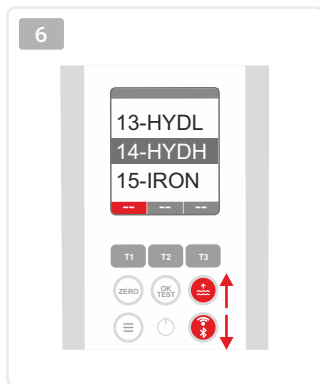 6
13-HYDL
14-HYDH
15-IRON
-- -- --
T1 T2 T3
ZERO OK TEST